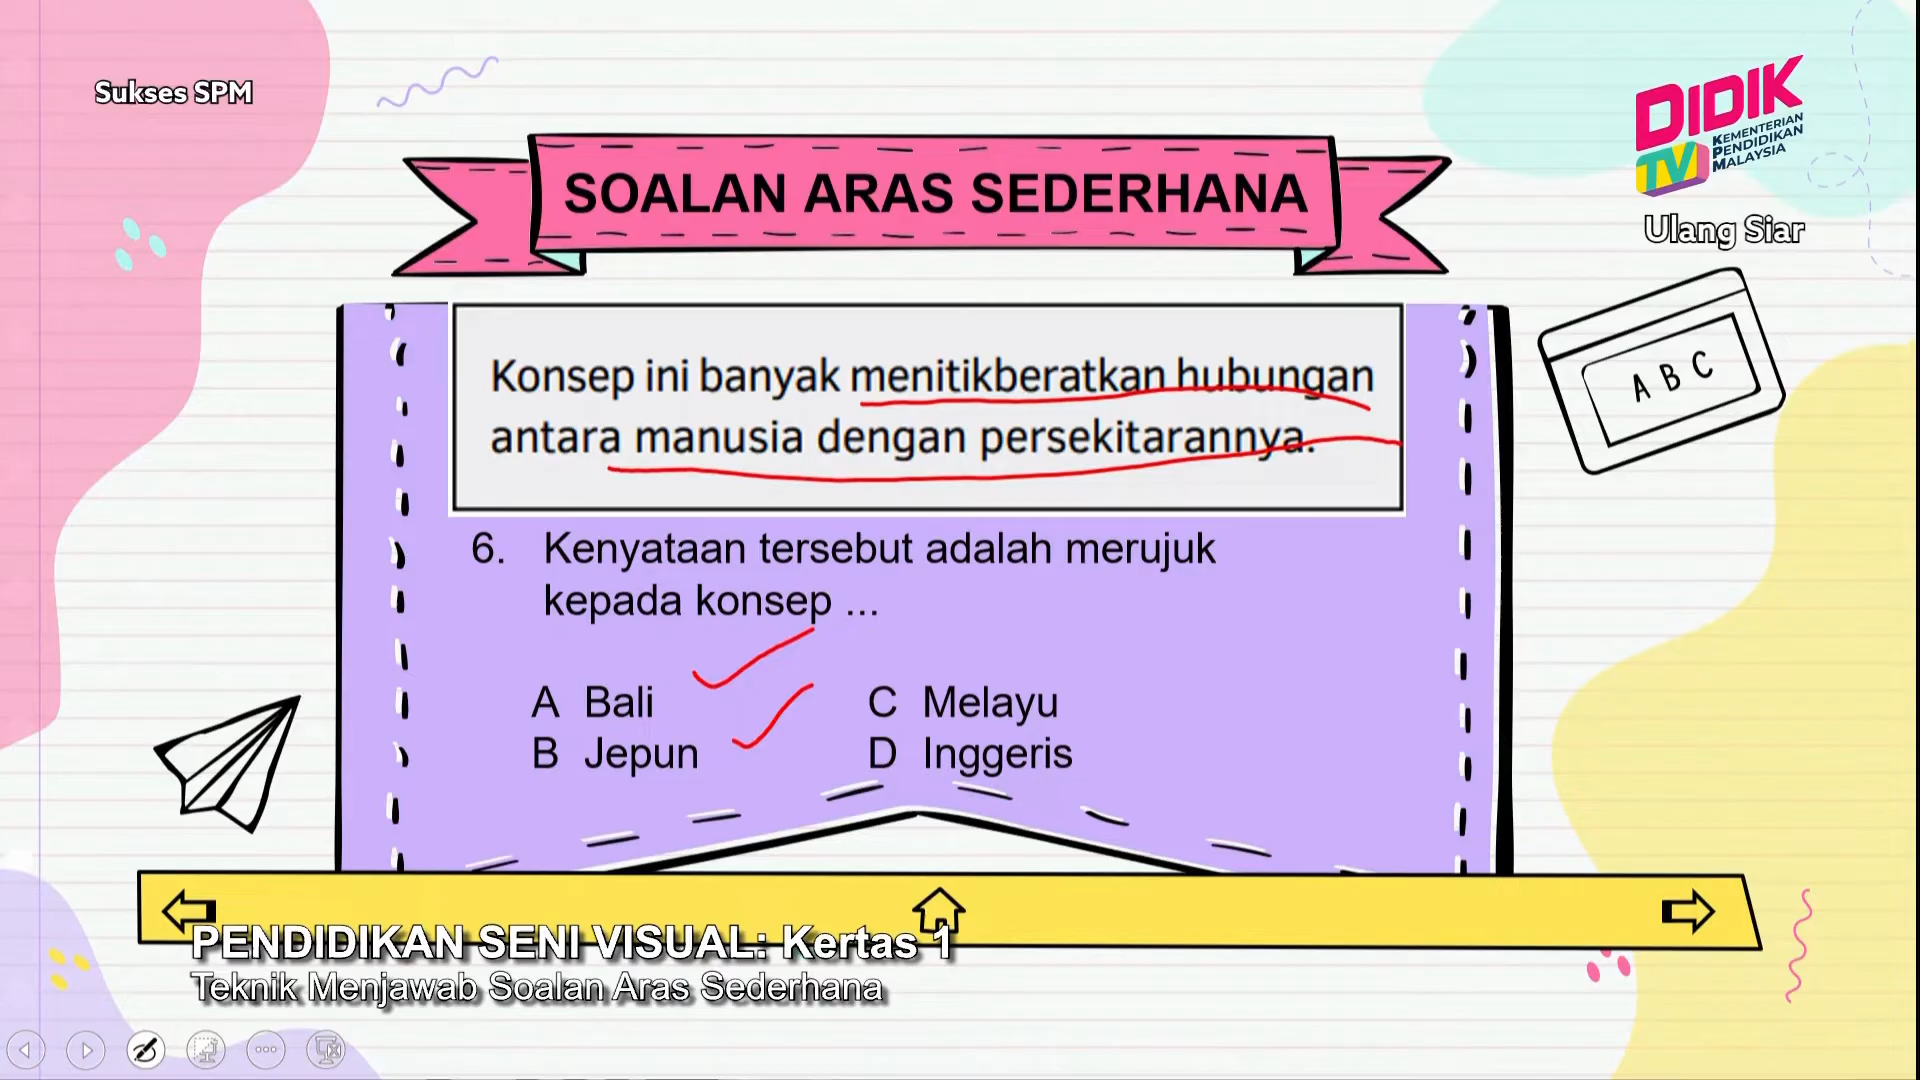 Sukses SPM
DIDIK
TV
KEMENTERIAN
PENDIDIKAN
MALAYSIA
Ulang Siar
SOALAN ARAS SEDERHANA
Konsep ini banyak menitikberatkan hubungan
antara manusia dengan persekitarannya.
A B C
6. Kenyataan tersebut adalah merujuk
kepada konsep ...
A Bali
C Melayu
B Jepun
D Inggeris
PENDIDIKAN SENI VISUAL: Kertas 1
Teknik Menjawab Soalan Aras Sederhana